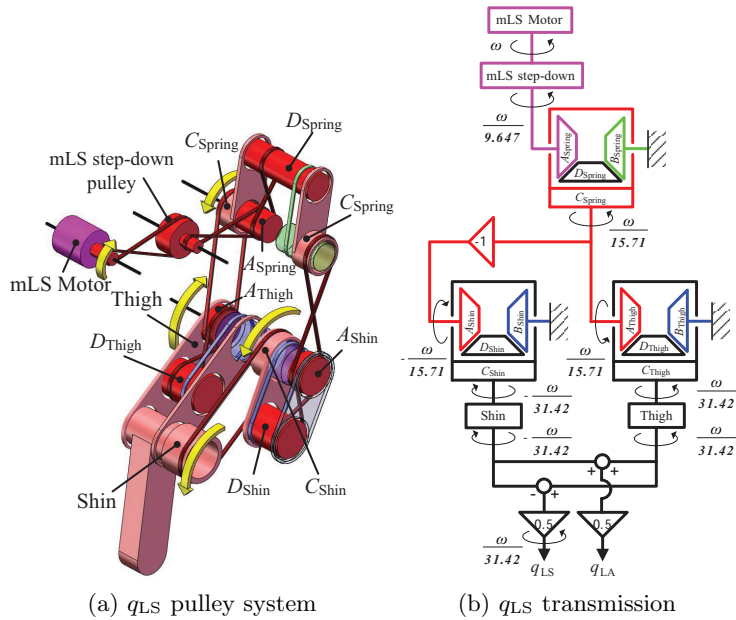 D_Spring
C_Spring
mLS step-down
pulley
C_Spring
A_Spring
mLS Motor
Thigh
A_Thigh
A_Shin
D_Thigh
Shin
D_Shin
C_Shin
(a) q_LS pulley system
mLS Motor
ω
mLS step-down
ω
9.647
A_Spring
B_Spring
D_Spring
C_Spring
ω
15.71
-1
A_Shin
B_Shin
D_Shin
C_Shin
A_Thigh
B_Thigh
D_Thigh
C_Thigh
- ω
15.71
ω
15.71
- ω
31.42
ω
31.42
Shin
Thigh
- ω
31.42
ω
31.42
+ +
- +
0.5
0.5
ω
31.42
q_LS
q_LA
(b) q_LS transmission